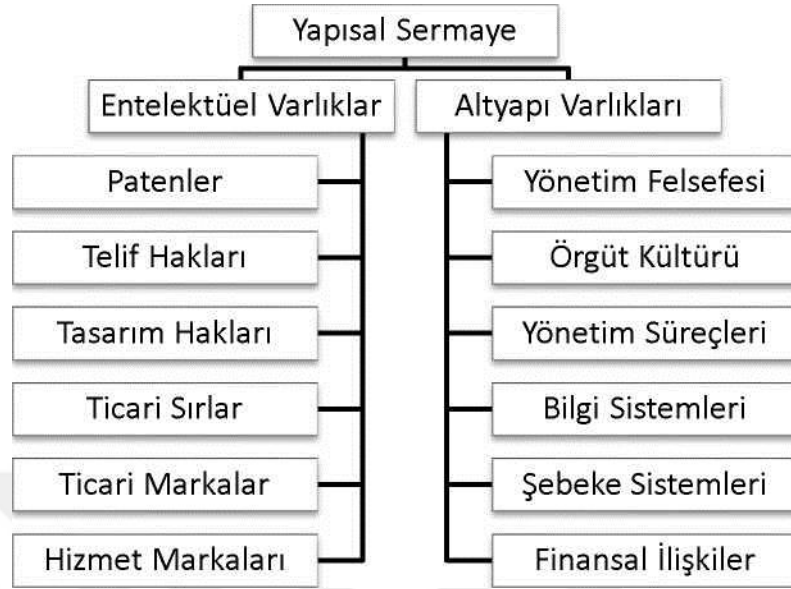 Yapısal Sermaye
Entelektüel Varlıklar
Altyapı Varlıkları
Patenler
Telif Hakları
Tasarım Hakları
Ticari Sırlar
Ticari Markalar
Hizmet Markaları
Yönetim Felsefesi
Örgüt Kültürü
Yönetim Süreçleri
Bilgi Sistemleri
Şebeke Sistemleri
Finansal İlişkiler